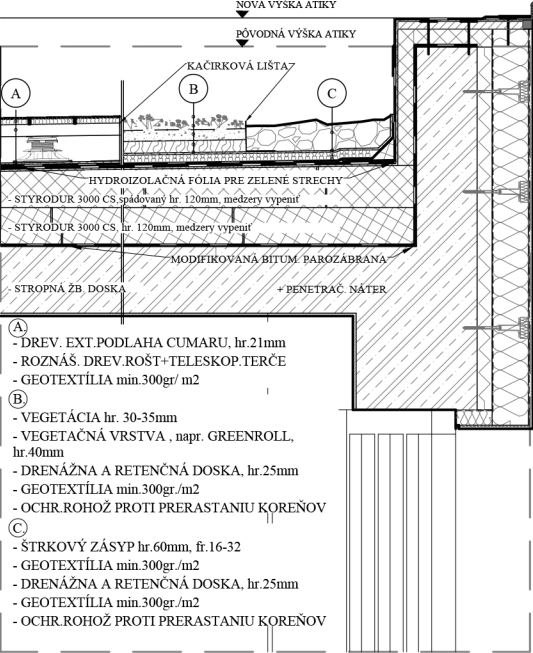 NOVÁ VÝŠKA ATIKY
PÔVODNÁ VÝŠKA ATIKY
KAČIRKOVÁ LIŠTA
A
B
C
HYDROIZOLAČNÁ FÓLIA PRE ZELENÉ STRECHY
- STYRODUR 3000 CS,spádovaný hr. 120mm, medzery vypeniť
- STYRODUR 3000 CS, hr. 120mm, medzery vypeniť
MODIFIKOVANÁ BITUM. PAROZÁBRANA
- STROPNÁ ŽB. DOSKA
+ PENETRAČ. NÁTER
A.
- DREV. EXT.PODLAHA CUMARU, hr.21mm
- ROZNÁŠ. DREV.ROŠT+TELESKOP.TERČE
- GEOTEXTÍLIA min.300gr/ m2
B.
- VEGETÁCIA hr. 30-35mm
- VEGETAČNÁ VRSTVA , napr. GREENROLL,
hr.40mm
- DRENÁŽNA A RETENČNÁ DOSKA, hr.25mm
- GEOTEXTÍLIA min.300gr./m2
- OCHR.ROHOŽ PROTI PRERASTANIU KOREŇOV
C.
- ŠTRKOVÝ ZÁSYP hr.60mm, fr.16-32
- GEOTEXTÍLIA min.300gr./m2
- DRENÁŽNA A RETENČNÁ DOSKA, hr.25mm
- GEOTEXTÍLIA min.300gr./m2
- OCHR.ROHOŽ PROTI PRERASTANIU KOREŇOV